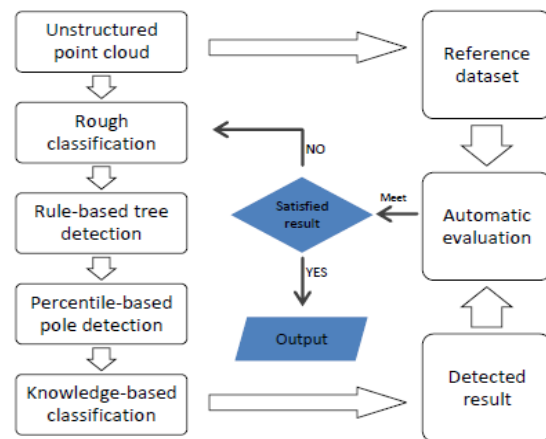 Unstructured
point cloud
Reference
dataset
Rough
classification
NO
Rule-based tree
detection
Satisfied
result
Meet
Automatic
evaluation
YES
Percentile-based
pole detection
Output
Knowledge-based
classification
Detected
result